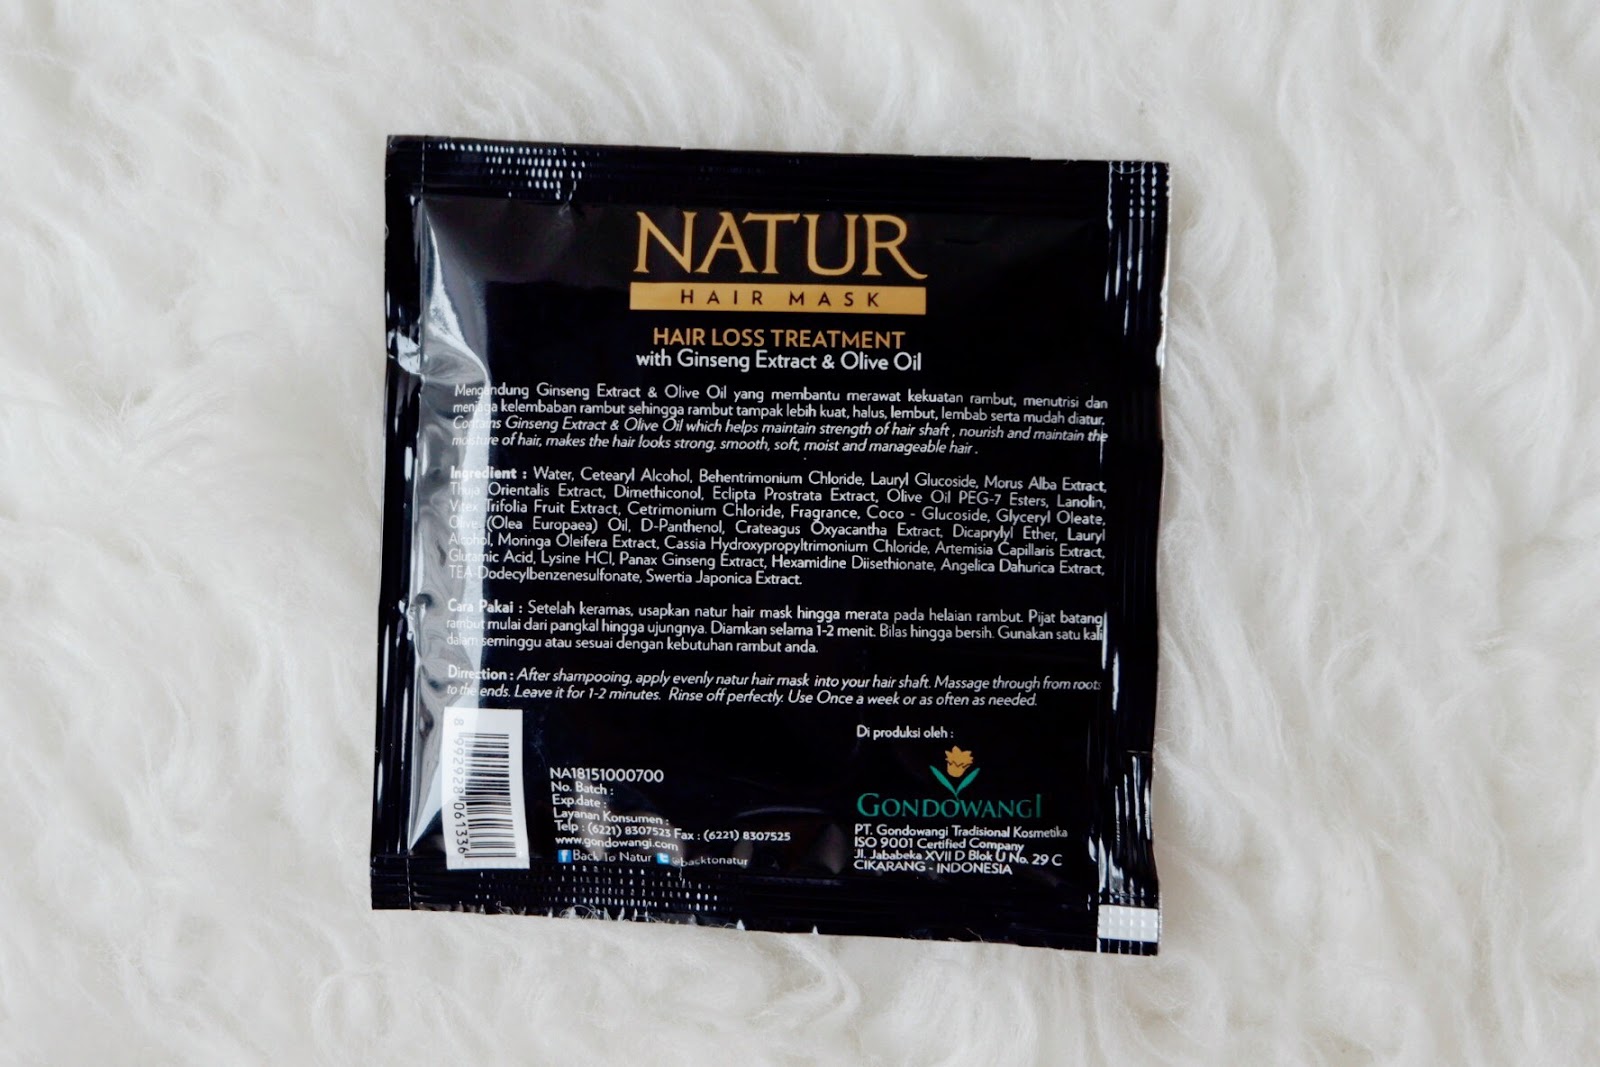 NATUR
HAIR MASK
HAIR LOSS TREATMENT
with Ginseng Extract & Olive Oil
Mengandung Ginseng Extract & Olive Oil yang membantu merawat kekuatan rambut, menutrisi dan
menjaga kelembaban rambut sehingga rambut tampak lebih kuat, halus, lembut, lembab serta mudah diatur.
Contains Ginseng Extract & Olive Oil which helps maintain strength of hair shaft , nourish and maintain the
moisture of hair, makes the hair looks strong, smooth, soft, moist and manageable hair .
Ingredient : Water, Cetearyl Alcohol, Behentrimonium Chloride, Lauryl Glucoside, Morus Alba Extract,
Thuja Orientalis Extract, Dimethiconol, Eclipta Prostrata Extract, Olive Oil PEG-7 Esters, Lanolin,
Vitex Trifolia Fruit Extract, Cetrimonium Chloride, Fragrance, Coco - Glucoside, Glyceryl Oleate,
Olive (Olea Europaea) Oil, D-Panthenol, Crataegus Oxyacantha Extract, Dicaprylyl Ether, Lauryl
Alcohol, Moringa Oleifera Extract, Cassia Hydroxypropyltrimonium Chloride, Artemisia Capillaris Extract,
Glutamic Acid, Lysine HCl, Panax Ginseng Extract, Hexamidine Diisethionate, Angelica Dahurica Extract,
TEA-Dodecylbenzenesulfonate, Swertia Japonica Extract.
Cara Pakai : Setelah keramas, usapkan natur hair mask hingga merata pada helaian rambut. Pijat batang
rambut mulai dari pangkal hingga ujungnya. Diamkan selama 1-2 menit. Bilas hingga bersih. Gunakan satu kali
dalam seminggu atau sesuai dengan kebutuhan rambut anda.
Dirrection : After shampooing, apply evenly natur hair mask into your hair shaft. Massage through from roots
to the ends. Leave it for 1-2 minutes. Rinse off perfectly. Use Once a week or as often as needed.
Di produksi oleh :
8 992928 061336
NA18151000700
No. Batch :
Exp.date :
Layanan Konsumen :
Telp : (6221) 8307523 Fax : (6221) 8307525
www.gondowangi.com
f Back To Natur @backtonatur
GONDOWANGI
PT. Gondowangi Tradisional Kosmetika
ISO 9001 Certified Company
Jl. Jababeka XVII D Blok U No. 29 C
CIKARANG - INDONESIA